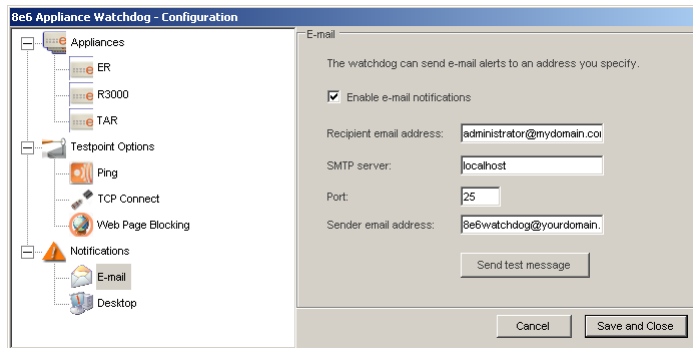 8e6 Appliance Watchdog - Configuration
Appliances
ER
R3000
TAR
Testpoint Options
Ping
TCP Connect
Web Page Blocking
Notifications
E-mail
Desktop
E-mail
The watchdog can send e-mail alerts to an address you specify.
Enable e-mail notifications
Recipient email address: administrator@mydomain.co
SMTP server: localhost
Port: 25
Sender email address: 8e6watchdog@yourdomain.
Send test message
Cancel Save and Close